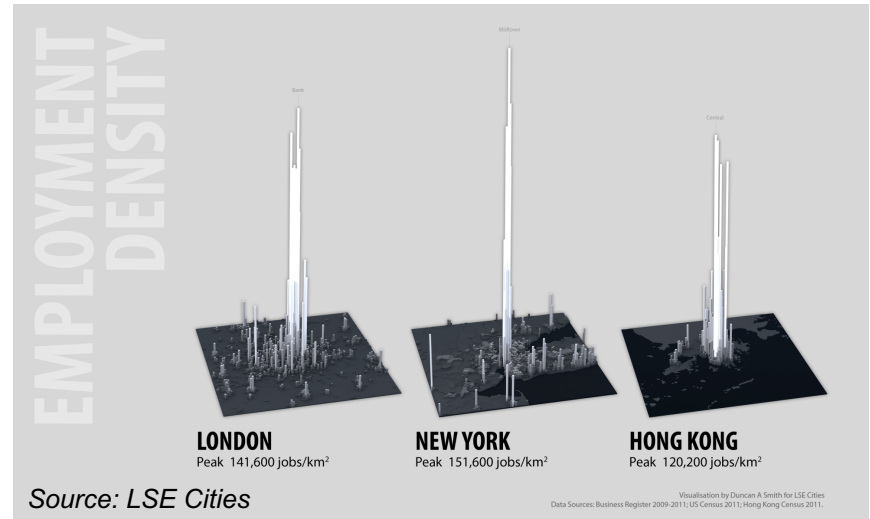 EMPLOYMENT
DENSITY
Bank
Midtown
Central
LONDON
Peak 141,600 jobs/km²
NEW YORK
Peak 151,600 jobs/km²
HONG KONG
Peak 120,200 jobs/km²
Source: LSE Cities
Visualisation by Duncan A Smith for LSE Cities
Data Sources: Business Register 2009-2011; US Census 2011; Hong Kong Census 2011.